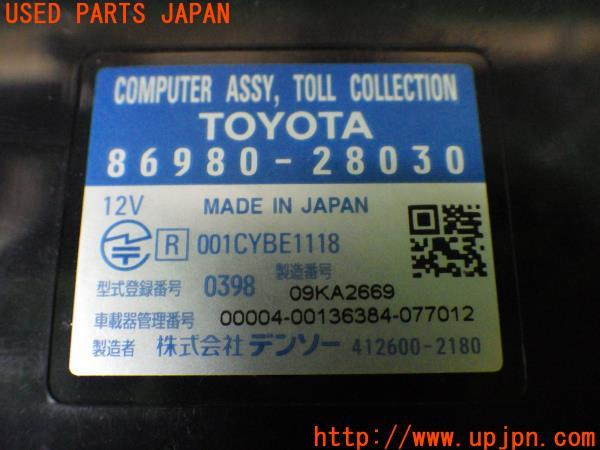 USED PARTS JAPAN
COMPUTER ASSY, TOLL COLLECTION
TOYOTA
86980-28030
12V MADE IN JAPAN
R 001CYBE1118
型式登録番号 0398 製造番号 09KA2669
車載器管理番号 00004-00136384-077012
製造者 株式会社 デンソー 412600-2180
UPJ
http://www.upjpn.com/